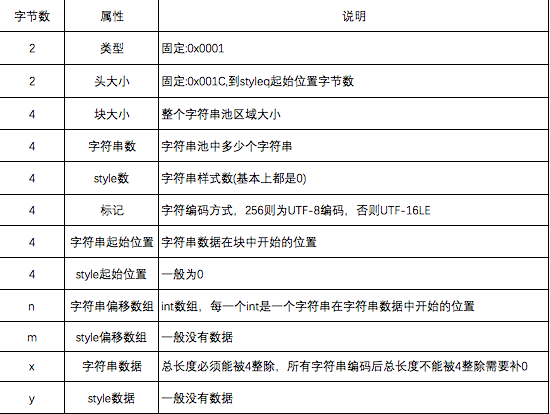 字节数 属性 说明
2 类型 固定:0x0001
2 头大小 固定:0x001C,到styleq起始位置字节数
4 块大小 整个字符串池区域大小
4 字符串数 字符串池中多少个字符串
4 style数 字符串样式数(基本上都是0)
4 标记 字符编码方式，256则为UTF-8编码，否则UTF-16LE
4 字符串起始位置 字符串数据在块中开始的位置
4 style起始位置 一般为0
n 字符串偏移数组 int数组，每一个int是一个字符串在字符串数据中开始的位置
m style偏移数组 一般没有数据
x 字符串数据 总长度必须能被4整除，所有字符串编码后总长度不能被4整除需要补0
y style数据 一般没有数据